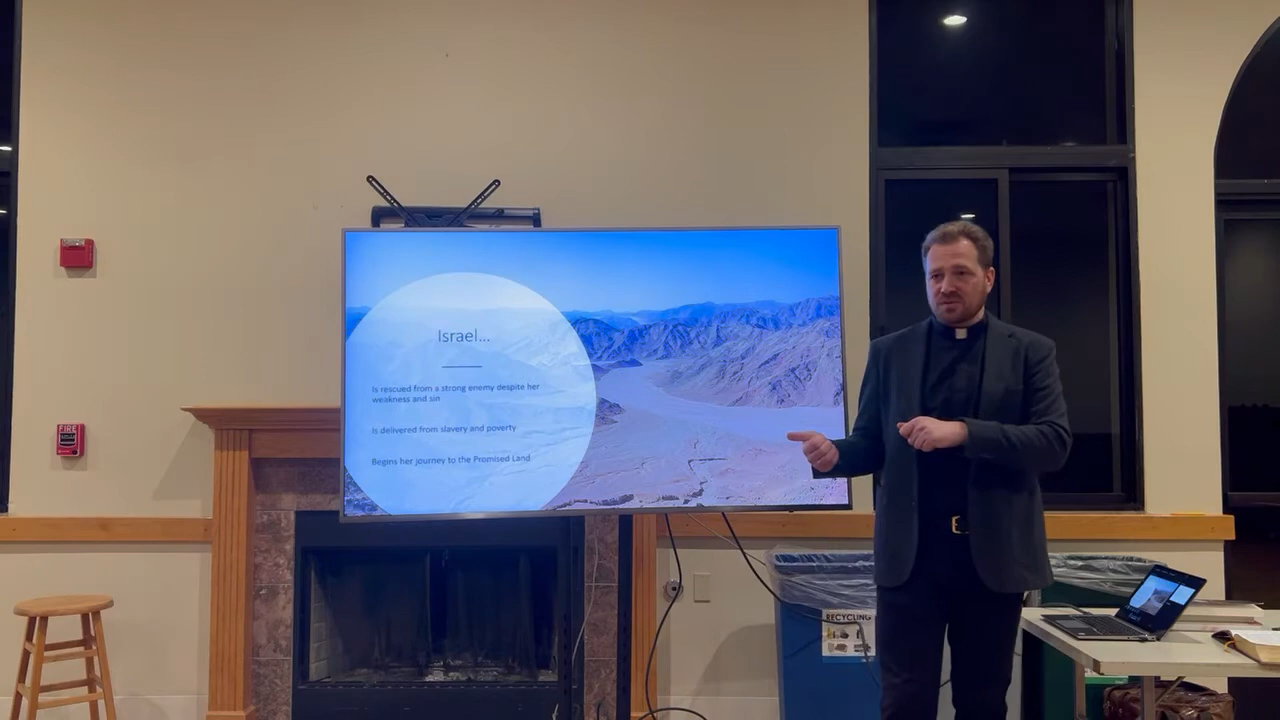 Israel...
Is rescued from a strong enemy despite her
weakness and sin
Is delivered from slavery and poverty
Begins her journey to the Promised Land
FIRE
RECYCLING